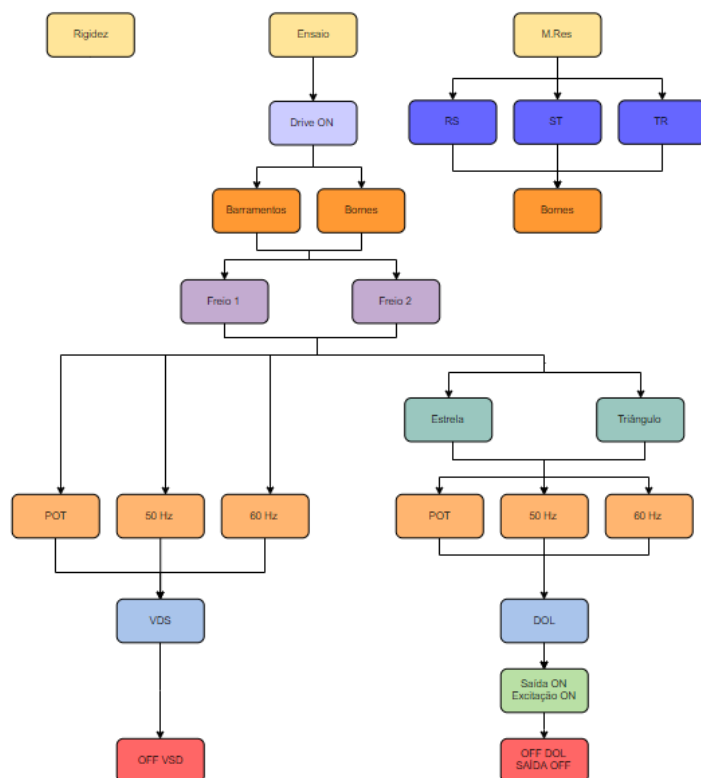 Rigidez
Ensaio
M.Res
Drive ON
RS
ST
TR
Barramentos
Bornes
Bornes
Freio 1
Freio 2
Estrela
Triângulo
POT
50 Hz
60 Hz
POT
50 Hz
60 Hz
VDS
DOL
Saída ON
Excitação ON
OFF VSD
OFF DOL
SAÍDA OFF